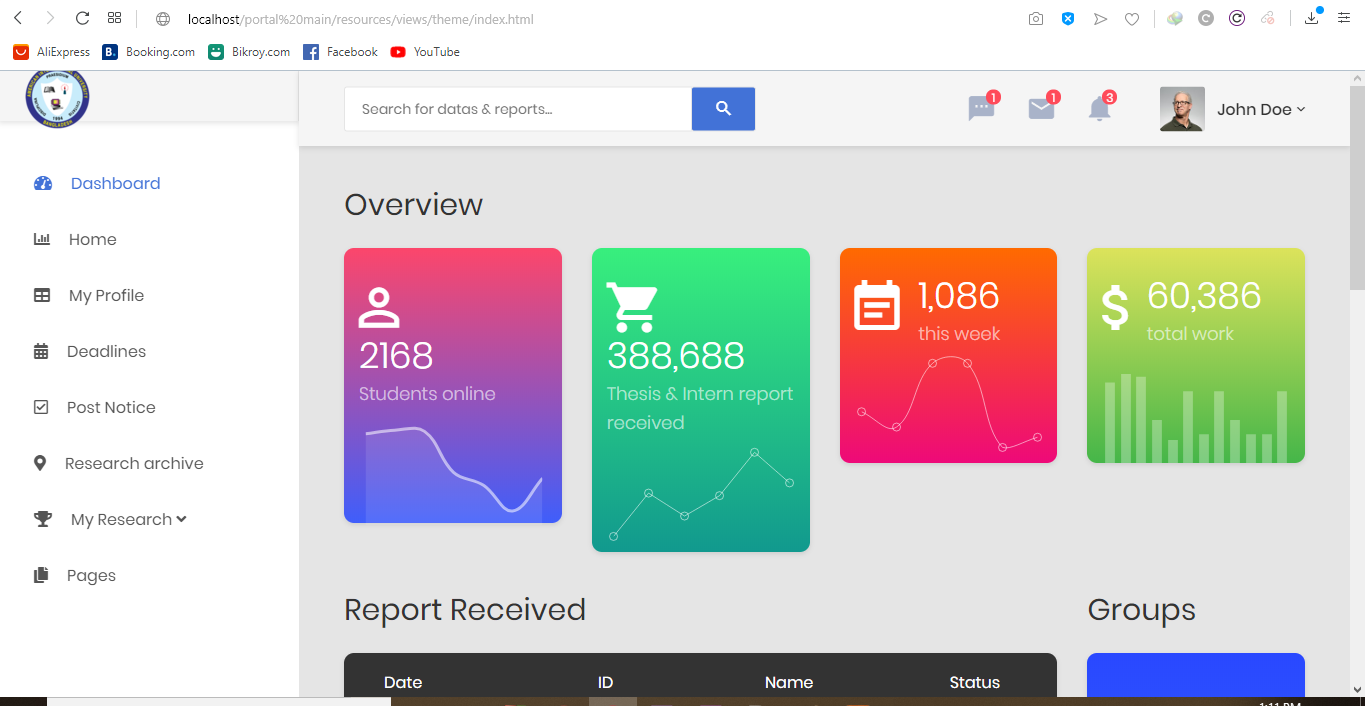 localhost/portal%20main/resources/views/theme/index.html
AliExpress
B.
Booking.com
Bikroy.com
Facebook
YouTube
Search for datas & reports...
1
1
3
John Doe
Dashboard
Home
My Profile
Deadlines
Post Notice
Research archive
My Research
Pages
Overview
2168
Students online
388,688
Thesis & Intern report
received
1,086
this week
$
60,386
total work
Report Received
Groups
Date ID Name Status
1:11 PM